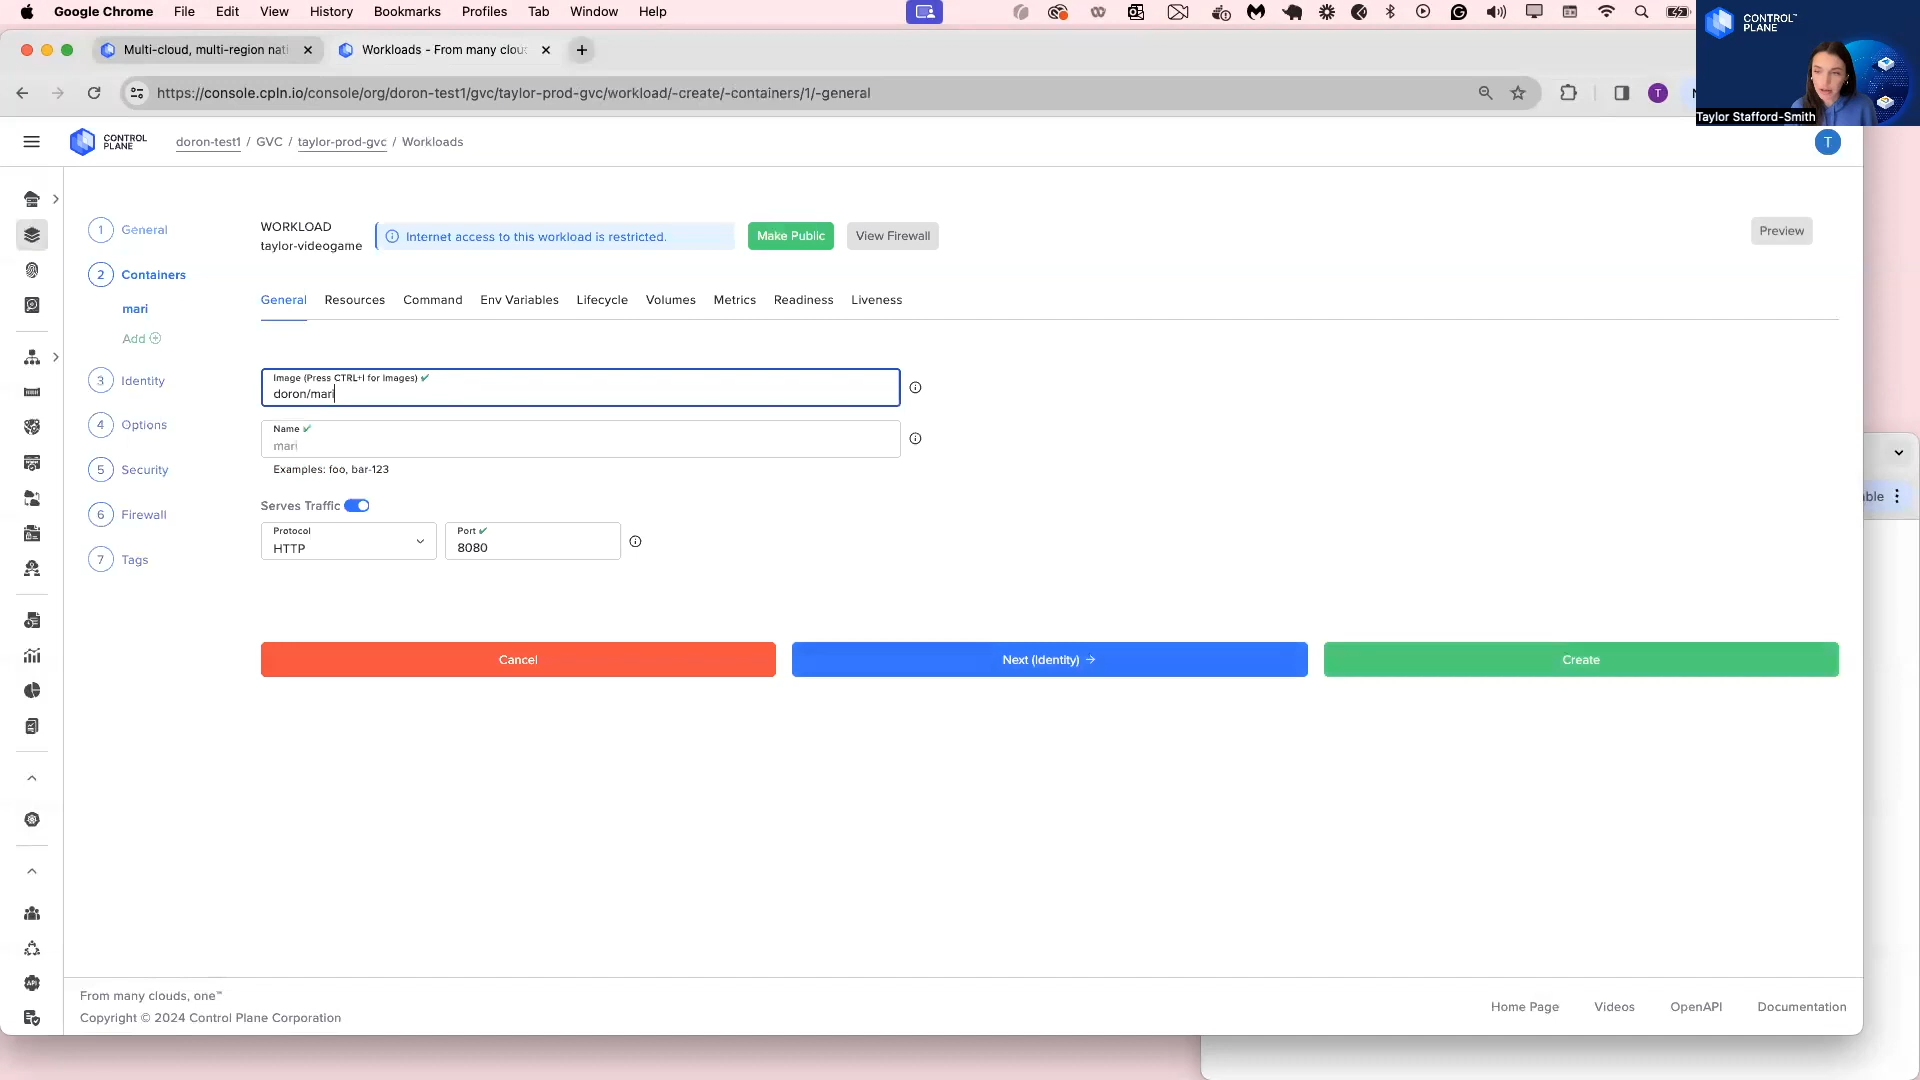 Google Chrome File Edit View History Bookmarks Profiles Tab Window Help
Multi-cloud, multi-region nati
Workloads - From many clou
https://console.cpln.io/console/org/doron-test1/gvc/taylor-prod-gvc/workload/-create/-containers/1/-general
T
CONTROL PLANE™
Taylor Stafford-Smith
CONTROL PLANE
doron-test1 / GVC / taylor-prod-gvc / Workloads
T
1 General
WORKLOAD
taylor-videogame
Internet access to this workload is restricted.
Make Public
View Firewall
Preview
2 Containers
mari
Add
3 Identity
4 Options
5 Security
6 Firewall
7 Tags
General Resources Command Env Variables Lifecycle Volumes Metrics Readiness Liveness
Image (Press CTRL+I for Images)
doron/mari
Name
mari
Examples: foo, bar-123
Serves Traffic
Protocol
HTTP
Port
8080
Cancel
Next (Identity) →
Create
API
From many clouds, one™
Copyright © 2024 Control Plane Corporation
Home Page Videos OpenAPI Documentation